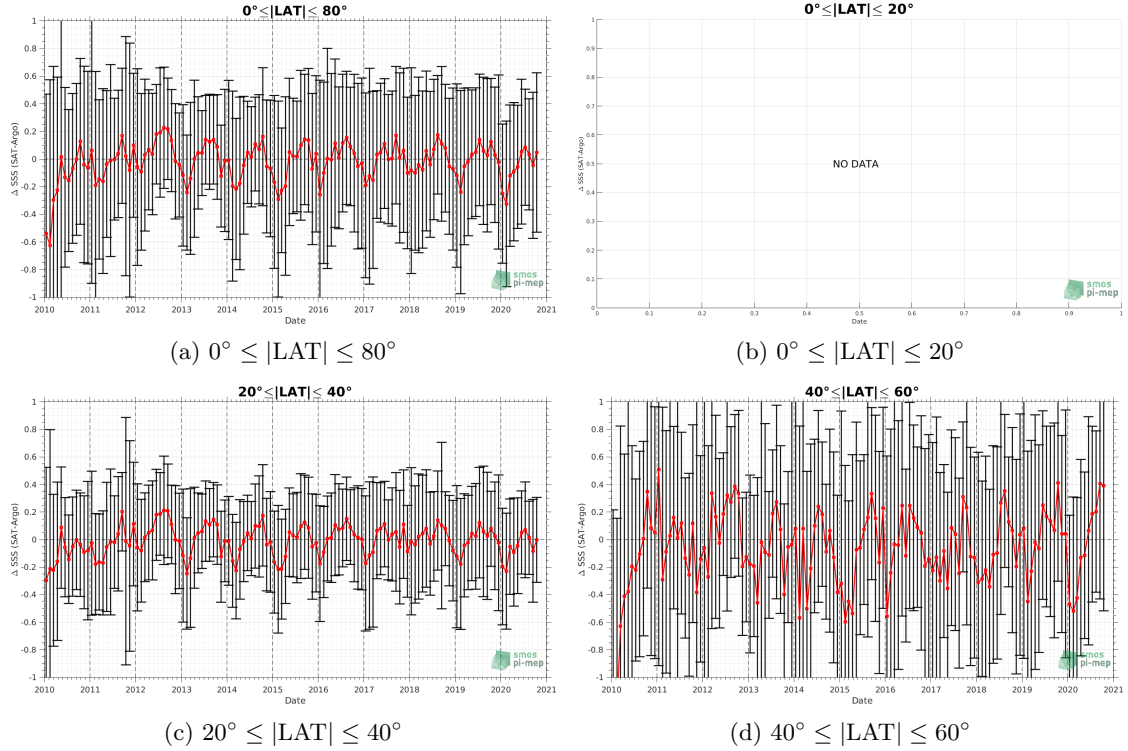 0°≤|LAT|≤ 80°
1
0.8
0.6
0.4
0.2
0
-0.2
-0.4
-0.6
-0.8
-1
Δ SSS (SAT-Argo)
2010 2011 2012 2013 2014 2015 2016 2017 2018 2019 2020 2021
Date
smos
pi-mep
(a) 0° ≤ |LAT| ≤ 80°
0°≤|LAT|≤ 20°
1
0.9
0.8
0.7
0.6
0.5
0.4
0.3
0.2
0.1
0
Δ SSS (SAT-Argo)
NO DATA
0 0.1 0.2 0.3 0.4 0.5 0.6 0.7 0.8 0.9 1
Date
smos
pi-mep
(b) 0° ≤ |LAT| ≤ 20°
20°≤|LAT|≤ 40°
1
0.8
0.6
0.4
0.2
0
-0.2
-0.4
-0.6
-0.8
-1
Δ SSS (SAT-Argo)
2010 2011 2012 2013 2014 2015 2016 2017 2018 2019 2020 2021
Date
smos
pi-mep
(c) 20° ≤ |LAT| ≤ 40°
40°≤|LAT|≤ 60°
1
0.8
0.6
0.4
0.2
0
-0.2
-0.4
-0.6
-0.8
-1
Δ SSS (SAT-Argo)
2010 2011 2012 2013 2014 2015 2016 2017 2018 2019 2020 2021
Date
smos
pi-mep
(d) 40° ≤ |LAT| ≤ 60°